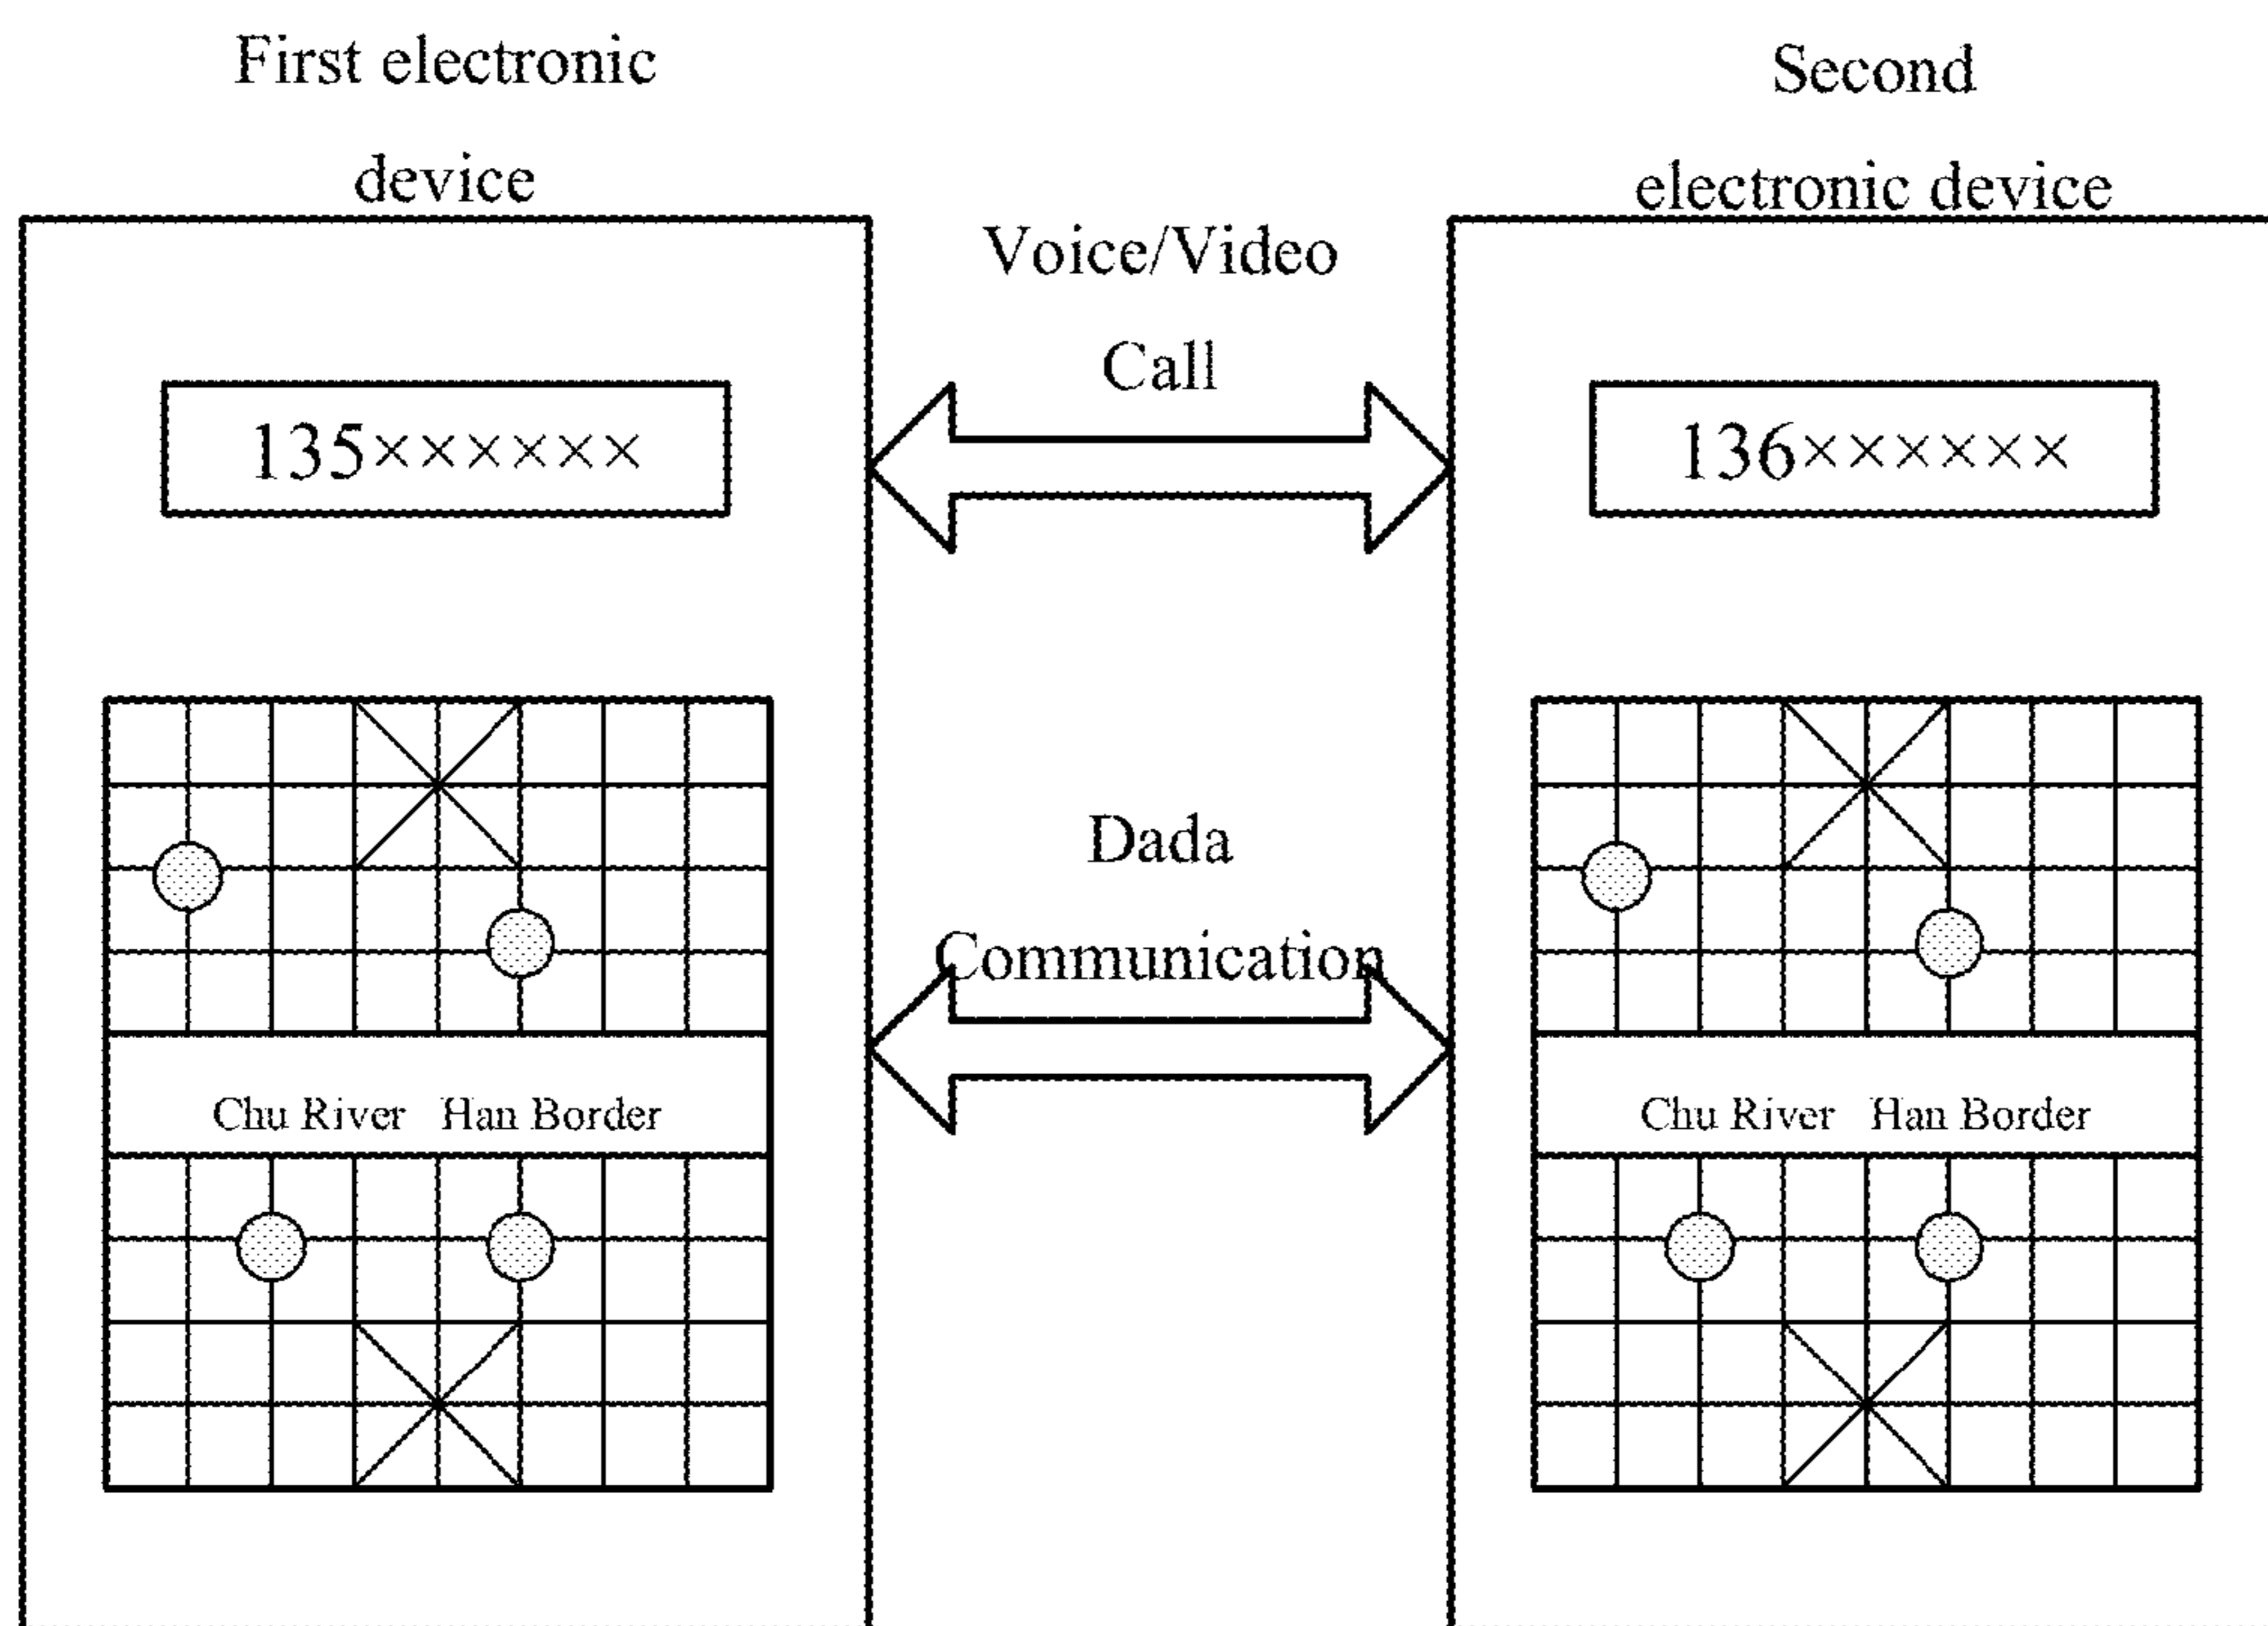 First electronic
device
Second
electronic device
Voice/Video
Call
135××××××
136××××××
Dada
Communication
Chu River Han Border
Chu River Han Border